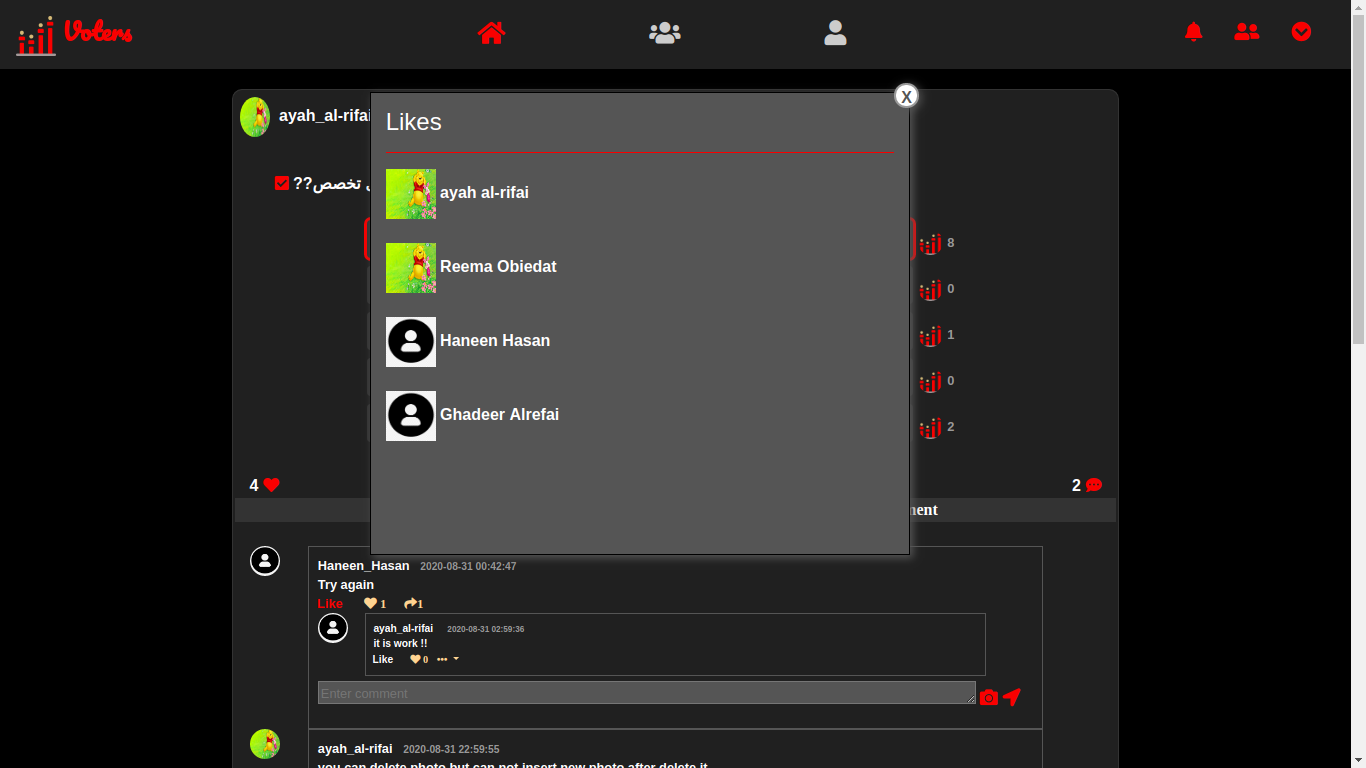 Voters
ayah_al-rifai
تخصص??
Likes
X
ayah al-rifai
Reema Obiedat
Haneen Hasan
Ghadeer Alrefai
8
0
1
0
2
4
2
Haneen_Hasan 2020-08-31 00:42:47
Try again
Like 1 1
ayah_al-rifai 2020-08-31 02:59:36
it is work !!
Like 0
Enter comment
ayah_al-rifai 2020-08-31 22:59:55
you can delete photo but can not insert new photo after delete it